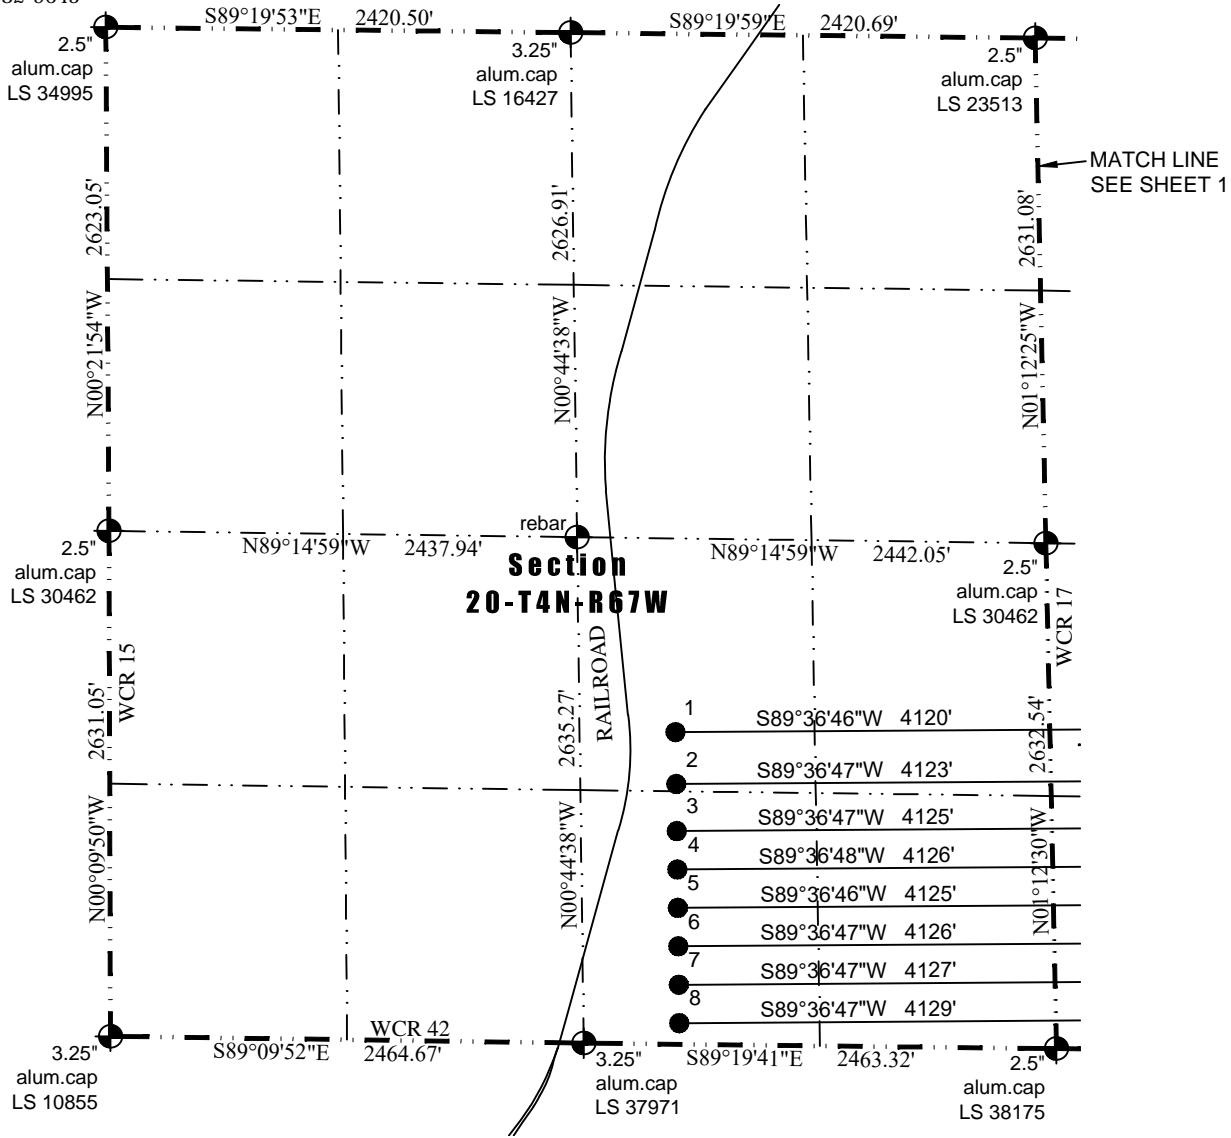 S89°19'53"E 2420.50'
S89°19'59"E 2420.69'
2.5"
alum.cap
LS 34995
3.25"
alum.cap
LS 16427
2.5"
alum.cap
LS 23513
MATCH LINE
SEE SHEET 1
2623.05'
N00°21'54"W
2626.91'
N00°44'38"W
2631.08'
N01°12'25"W
rebar
N89°14'59"W 2437.94'
N89°14'59"W 2442.05'
2.5"
alum.cap
LS 30462
2.5"
alum.cap
LS 30462
Section
20-T4N-R67W
WCR 15
2631.05'
N00°09'50"W
RAILROAD
2635.27'
N00°44'38"W
WCR 17
2632.54'
N01°12'30"W
1
S89°36'46"W 4120'
2
S89°36'47"W 4123'
3
S89°36'47"W 4125'
4
S89°36'48"W 4126'
5
S89°36'46"W 4125'
6
S89°36'47"W 4126'
7
S89°36'47"W 4127'
8
S89°36'47"W 4129'
WCR 42
S89°09'52"E 2464.67'
S89°19'41"E 2463.32'
3.25"
alum.cap
LS 10855
3.25"
alum.cap
LS 37971
2.5"
alum.cap
LS 38175